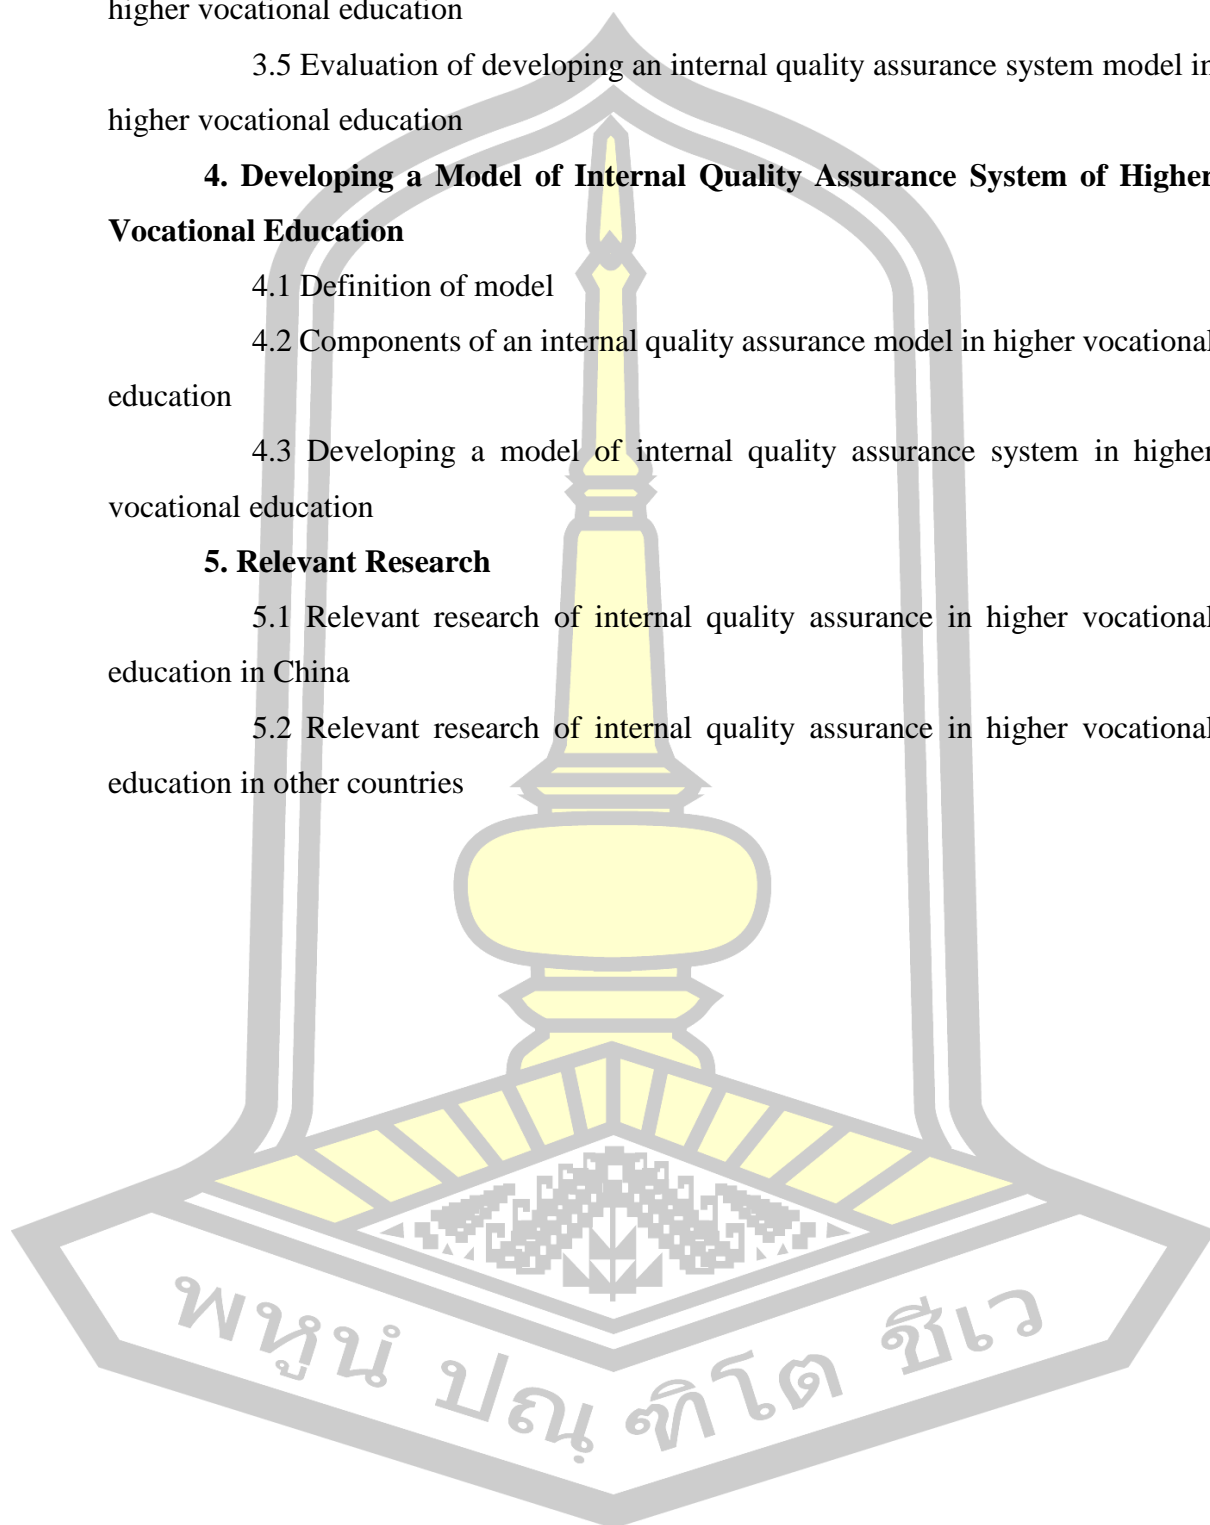 higher vocational education
3.5 Evaluation of developing an internal quality assurance system model in
higher vocational education
4. Developing a Model of Internal Quality Assurance System of Higher
Vocational Education
4.1 Definition of model
4.2 Components of an internal quality assurance model in higher vocational
education
4.3 Developing a model of internal quality assurance system in higher
vocational education
5. Relevant Research
5.1 Relevant research of internal quality assurance in higher vocational
education in China
5.2 Relevant research of internal quality assurance in higher vocational
education in other countries
พหูนํ ปณฺฑิโต ชีเว